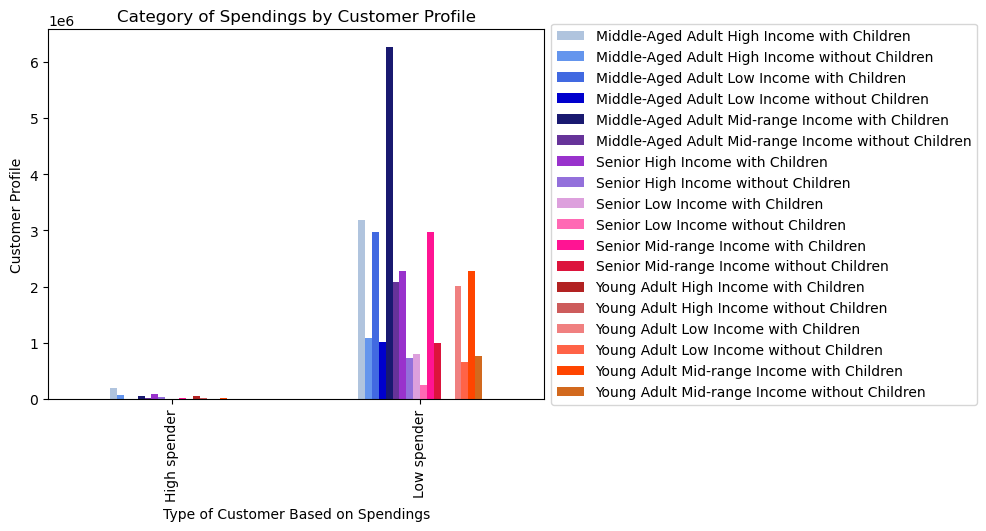 Category of Spendings by Customer Profile
1e6
6
5
4
3
2
1
0
Customer Profile
High spender
Low spender
Type of Customer Based on Spendings
Middle-Aged Adult High Income with Children
Middle-Aged Adult High Income without Children
Middle-Aged Adult Low Income with Children
Middle-Aged Adult Low Income without Children
Middle-Aged Adult Mid-range Income with Children
Middle-Aged Adult Mid-range Income without Children
Senior High Income with Children
Senior High Income without Children
Senior Low Income with Children
Senior Low Income without Children
Senior Mid-range Income with Children
Senior Mid-range Income without Children
Young Adult High Income with Children
Young Adult High Income without Children
Young Adult Low Income with Children
Young Adult Low Income without Children
Young Adult Mid-range Income with Children
Young Adult Mid-range Income without Children